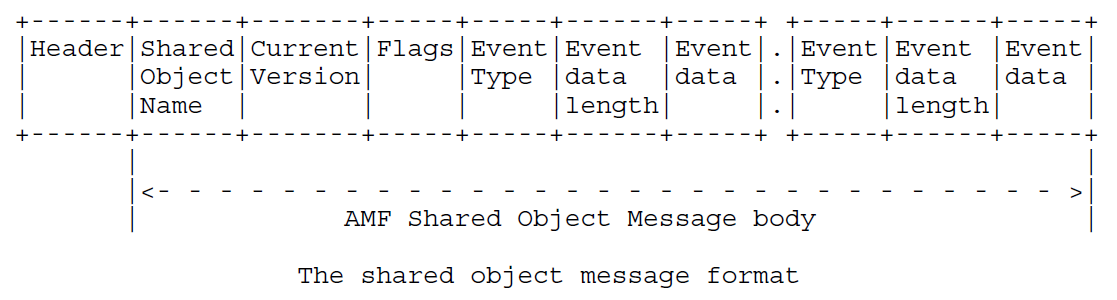 +------+------+-------+-----+-----+------+-----+ +-----+------+-----+
|Header|Shared|Current|Flags|Event|Event |Event|.|Event|Event |Event|
|      |Object|Version|     |Type |data  |data |.|Type |data  |data |
|      |Name  |       |     |     |length|     |.|     |length|     |
+------+------+-------+-----+-----+------+-----+ +-----+------+-----+
       |                                                            |
       |<- - - - - - - - - - - - - - - - - - - - - - - - - - - - - >|
       |             AMF Shared Object Message body                 |
The shared object message format